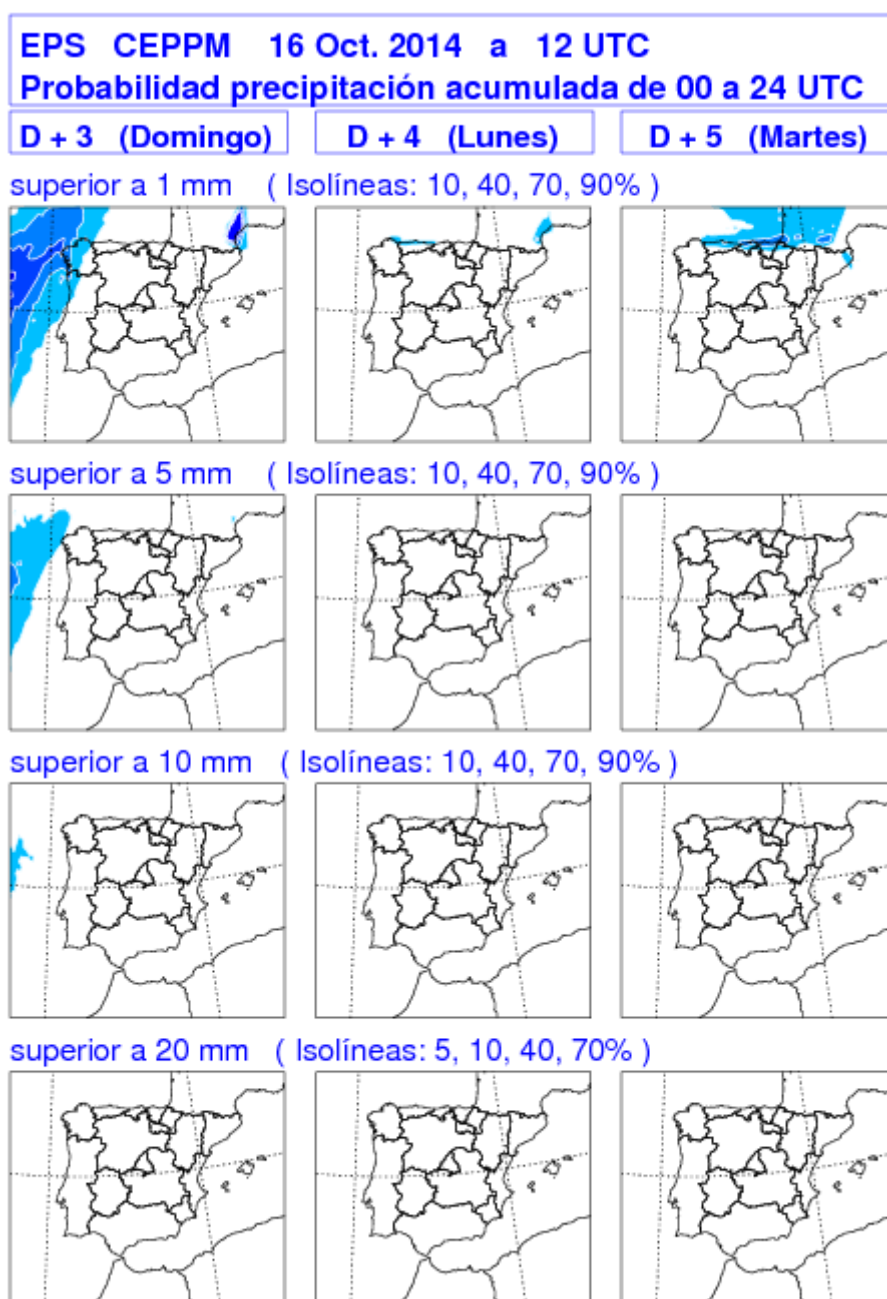 EPS CEPPM 16 Oct. 2014 a 12 UTC
Probabilidad precipitación acumulada de 00 a 24 UTC
D + 3 (Domingo)
D + 4 (Lunes)
D + 5 (Martes)
superior a 1 mm ( Isolíneas: 10, 40, 70, 90% )
superior a 5 mm ( Isolíneas: 10, 40, 70, 90% )
superior a 10 mm ( Isolíneas: 10, 40, 70, 90% )
superior a 20 mm ( Isolíneas: 5, 10, 40, 70% )